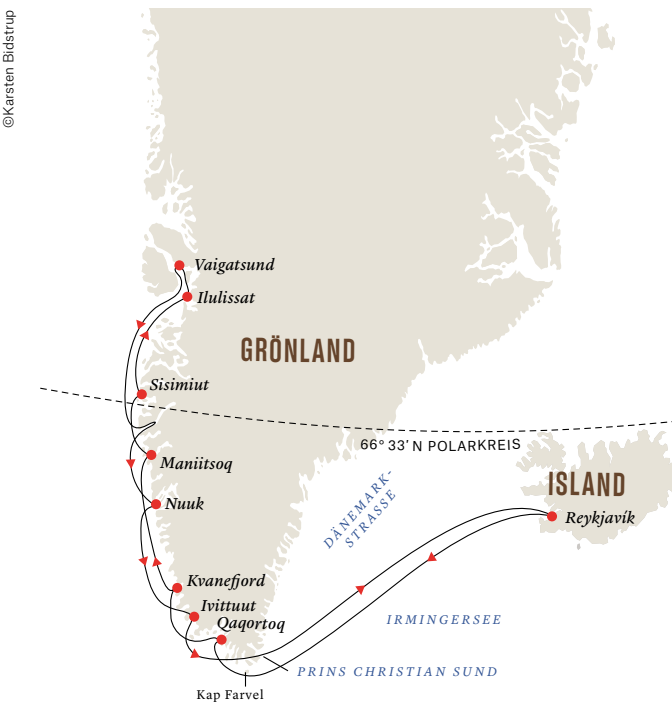 ©Karsten Bidstrup
Vaigatsund
Ilulissat
GRÖNLAND
Sisimiut
66° 33′ N POLARKREIS
Maniitsoq
ISLAND
DÄNEMARK-
STRASSE
Nuuk
Reykjavík
Kvanefjord
Ivittuut
Qaqortoq
IRMINGERSEE
PRINS CHRISTIAN SUND
Kap Farvel